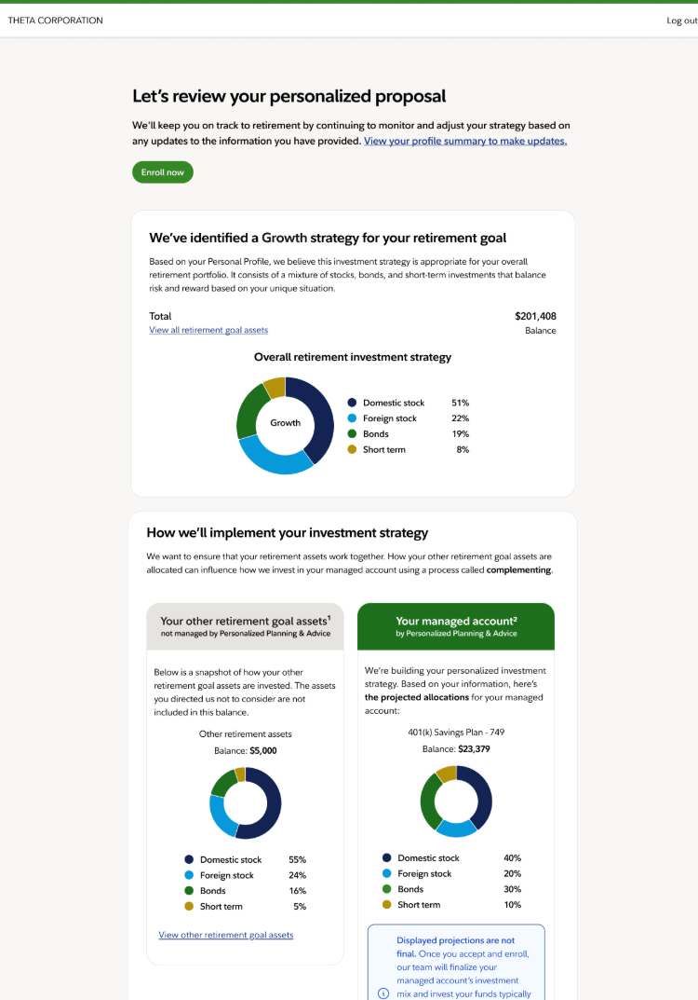 THETA CORPORATION
Log out
Let's review your personalized proposal
We'll keep you on track to retirement by continuing to monitor and adjust your strategy based on
any updates to the information you have provided. View your profile summary to make updates.
Enroll now
We've identified a Growth strategy for your retirement goal
Based on your Personal Profile, we believe this investment strategy is appropriate for your overall
retirement portfolio. It consists of a mixture of stocks, bonds, and short-term investments that balance
risk and reward based on your unique situation.
Total $201,408
View all retirement goal assets Balance
Overall retirement investment strategy
Growth
Domestic stock 51%
Foreign stock 22%
Bonds 19%
Short term 8%
How we'll implement your investment strategy
We want to ensure that your retirement assets work together. How your other retirement goal assets are
allocated can influence how we invest in your managed account using a process called complementing.
Your other retirement goal assets¹
not managed by Personalized Planning & Advice
Below is a snapshot of how your other
retirement goal assets are invested. The assets
you directed us not to consider are not
included in this balance.
Other retirement assets
Balance: $5,000
Domestic stock 55%
Foreign stock 24%
Bonds 16%
Short term 5%
View other retirement goal assets
Your managed account²
by Personalized Planning & Advice
We're building your personalized investment
strategy. Based on your information, here's
the projected allocations for your managed
account:
401(k) Savings Plan - 749
Balance: $23,379
Domestic stock 40%
Foreign stock 20%
Bonds 30%
Short term 10%
Displayed projections are not
final. Once you accept and enroll,
our team will finalize your
managed account's investment
mix and invest your funds typically